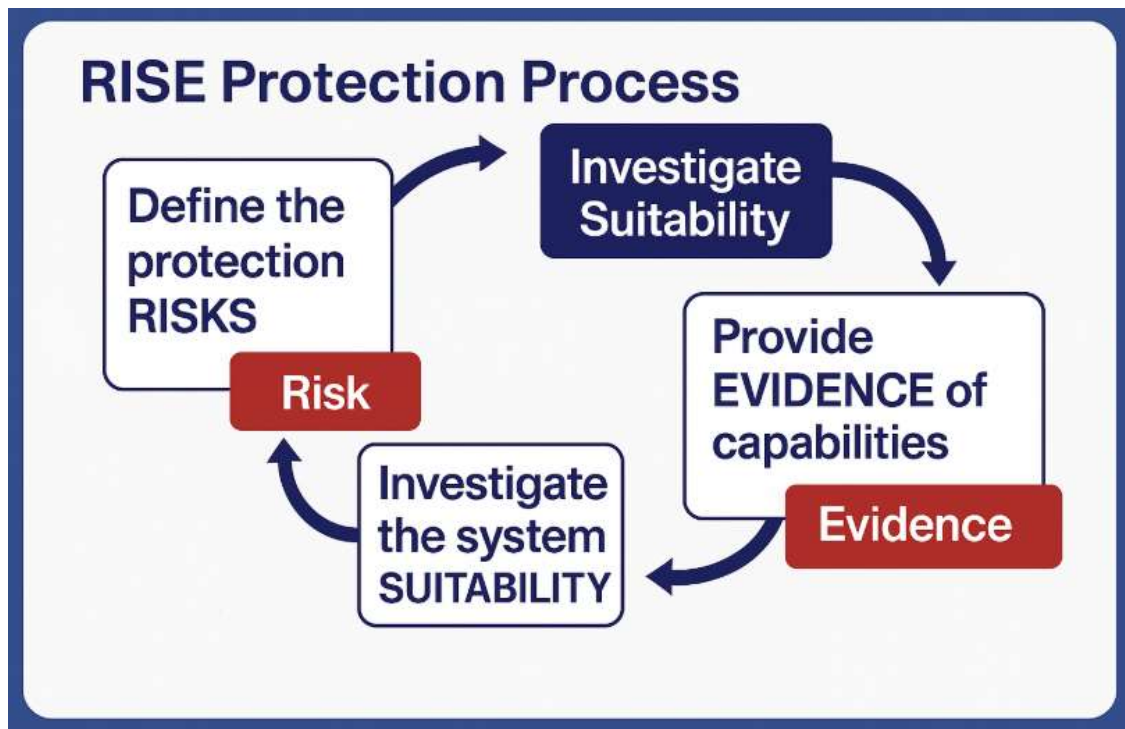 RISE Protection Process
Define the
protection
RISKS
Risk
Investigate
Suitability
Provide
EVIDENCE of
capabilities
Evidence
Investigate
the system
SUITABILITY